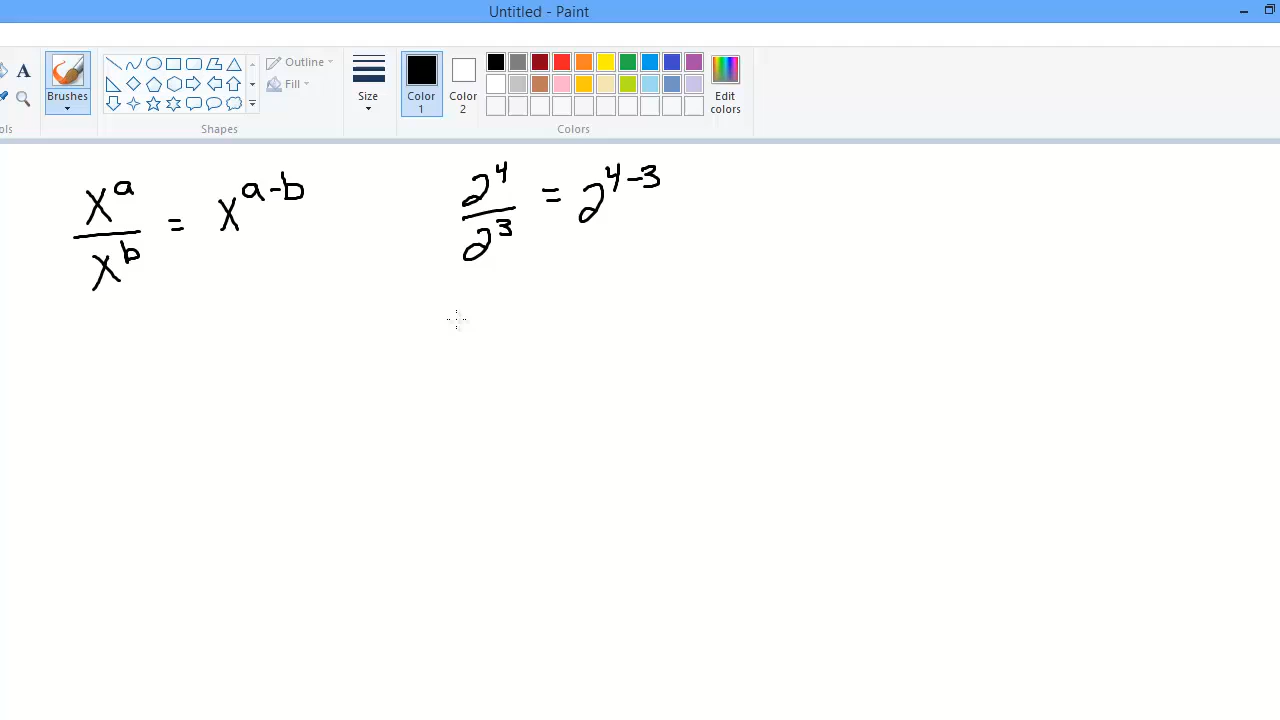 Untitled - Paint
A
Brushes
Outline
Fill
Size
Color 1
Color 2
Edit colors
ols
Shapes
Colors
x^a / x^b = x^(a-b)
2^4 / 2^3 = 2^(4-3)